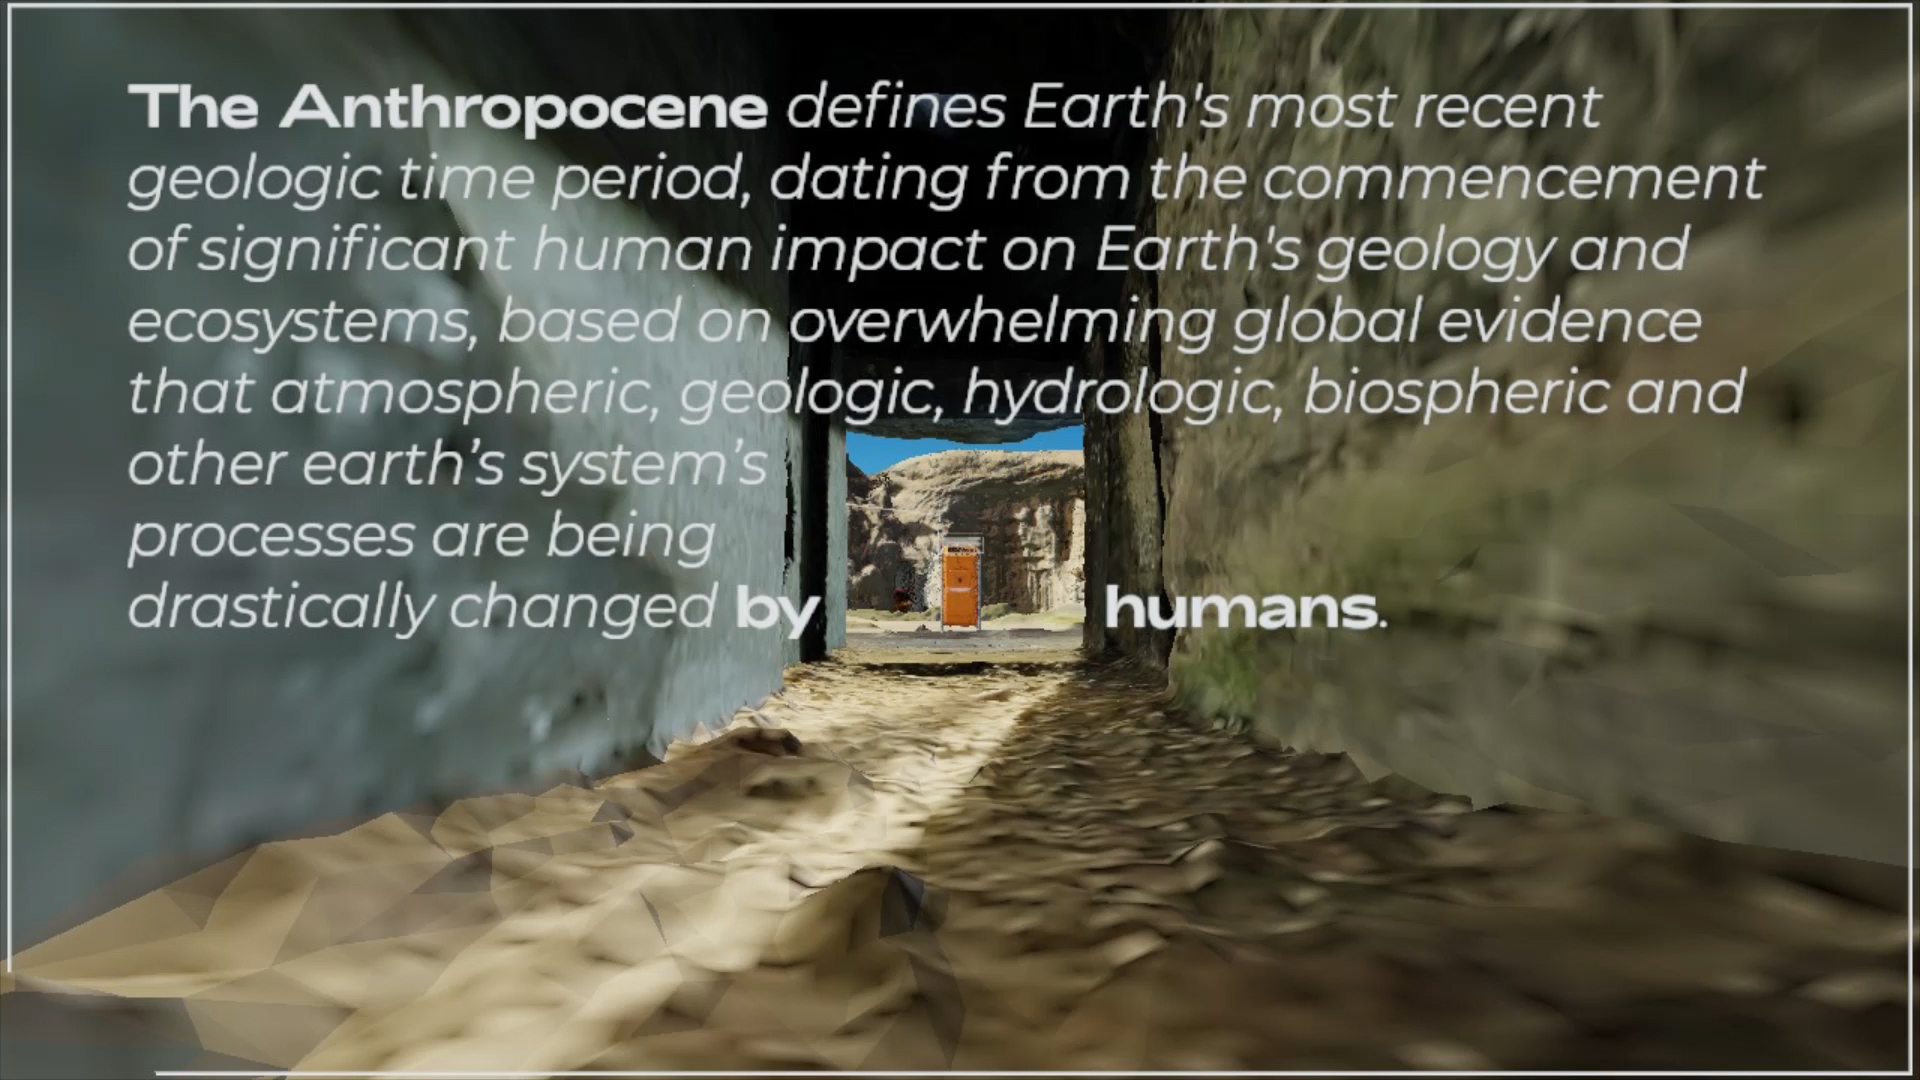 The Anthropocene defines Earth's most recent
geologic time period, dating from the commencement
of significant human impact on Earth's geology and
ecosystems, based on overwhelming global evidence
that atmospheric, geologic, hydrologic, biospheric and
other earth’s system’s
processes are being
drastically changed by humans.